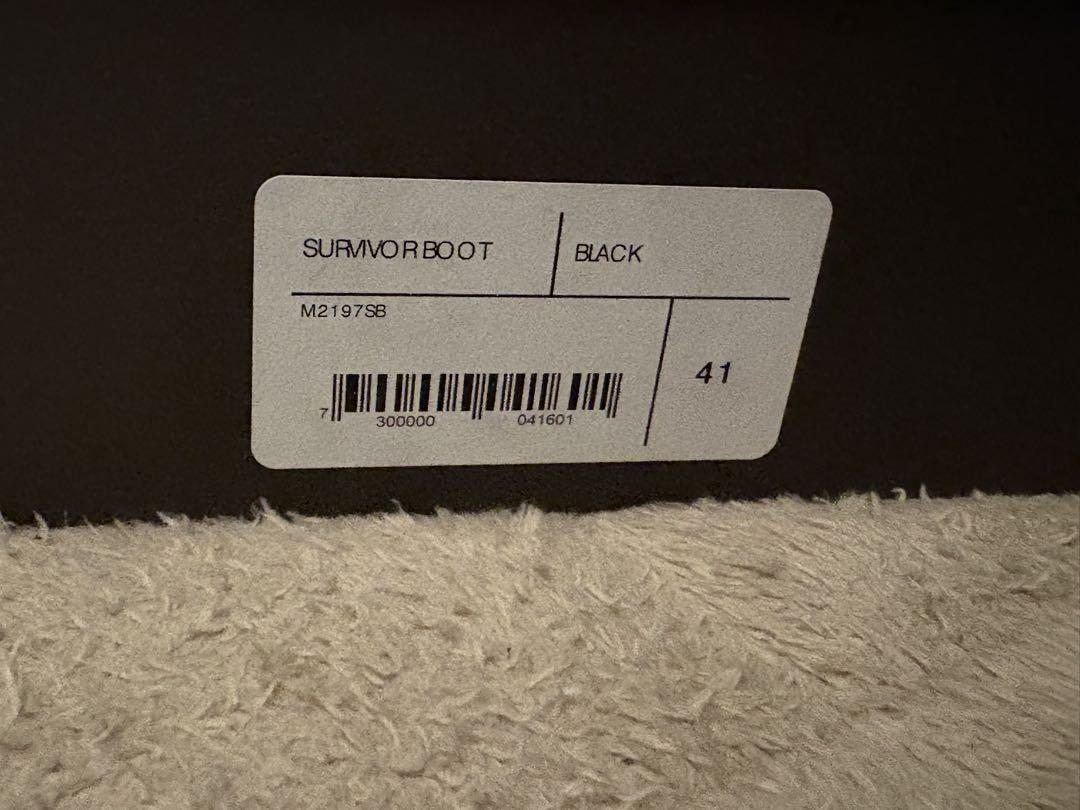 SURVIVOR BOOT
BLACK
M2197SB
41
7 300000 041601